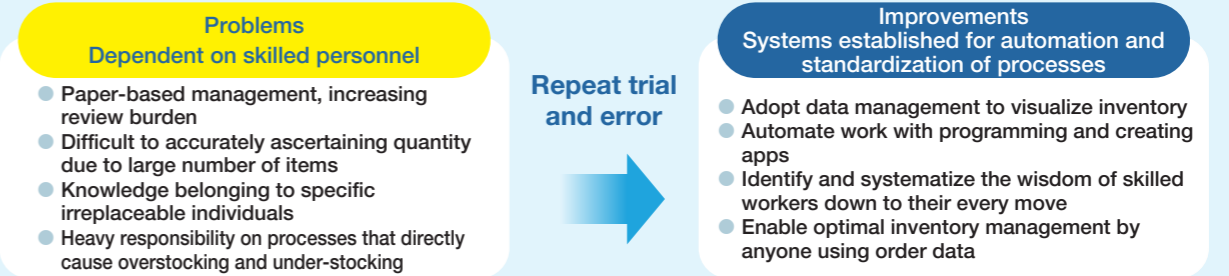 Problems
Dependent on skilled personnel
Paper-based management, increasing
review burden
Difficult to accurately ascertaining quantity
due to large number of items
Knowledge belonging to specific
irreplaceable individuals
Heavy responsibility on processes that directly
cause overstocking and under-stocking
Repeat trial
and error
Improvements
Systems established for automation and
standardization of processes
Adopt data management to visualize inventory
Automate work with programming and creating
apps
Identify and systematize the wisdom of skilled
workers down to their every move
Enable optimal inventory management by
anyone using order data